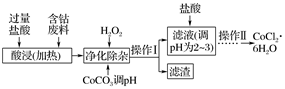 过量
盐酸
含钴
废料
酸浸(加热)
H₂O₂
净化除杂
CoCO₃调pH
操作Ⅰ
盐酸
滤液(调
pH为2~3)
滤渣
操作Ⅱ
CoCl₂·
6H₂O